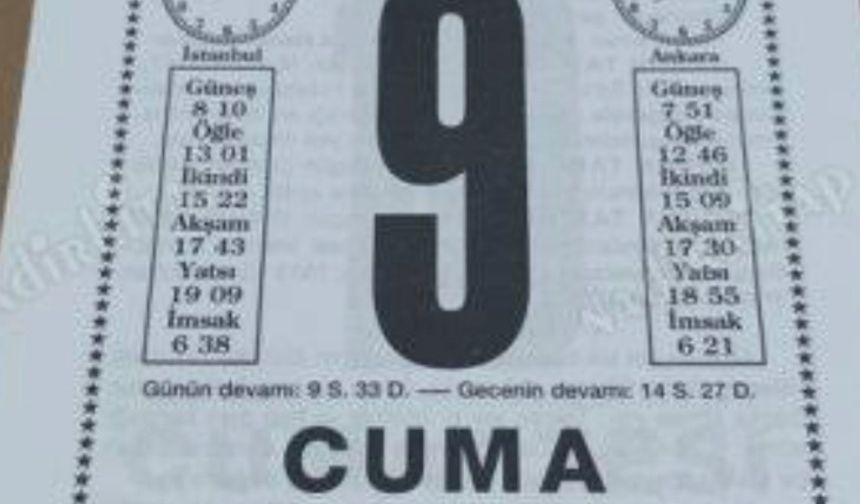 İstanbul
Güneş
8 10
Öğle
13 01
İkindi
15 22
Akşam
17 43
Yatsı
19 09
İmsak
6 38
9
Ankara
Güneş
7 51
Öğle
12 46
İkindi
15 09
Akşam
17 30
Yatsı
18 55
İmsak
6 21
Günün devamı: 9 S. 33 D. — Gecenin devamı: 14 S. 27 D.
CUMA